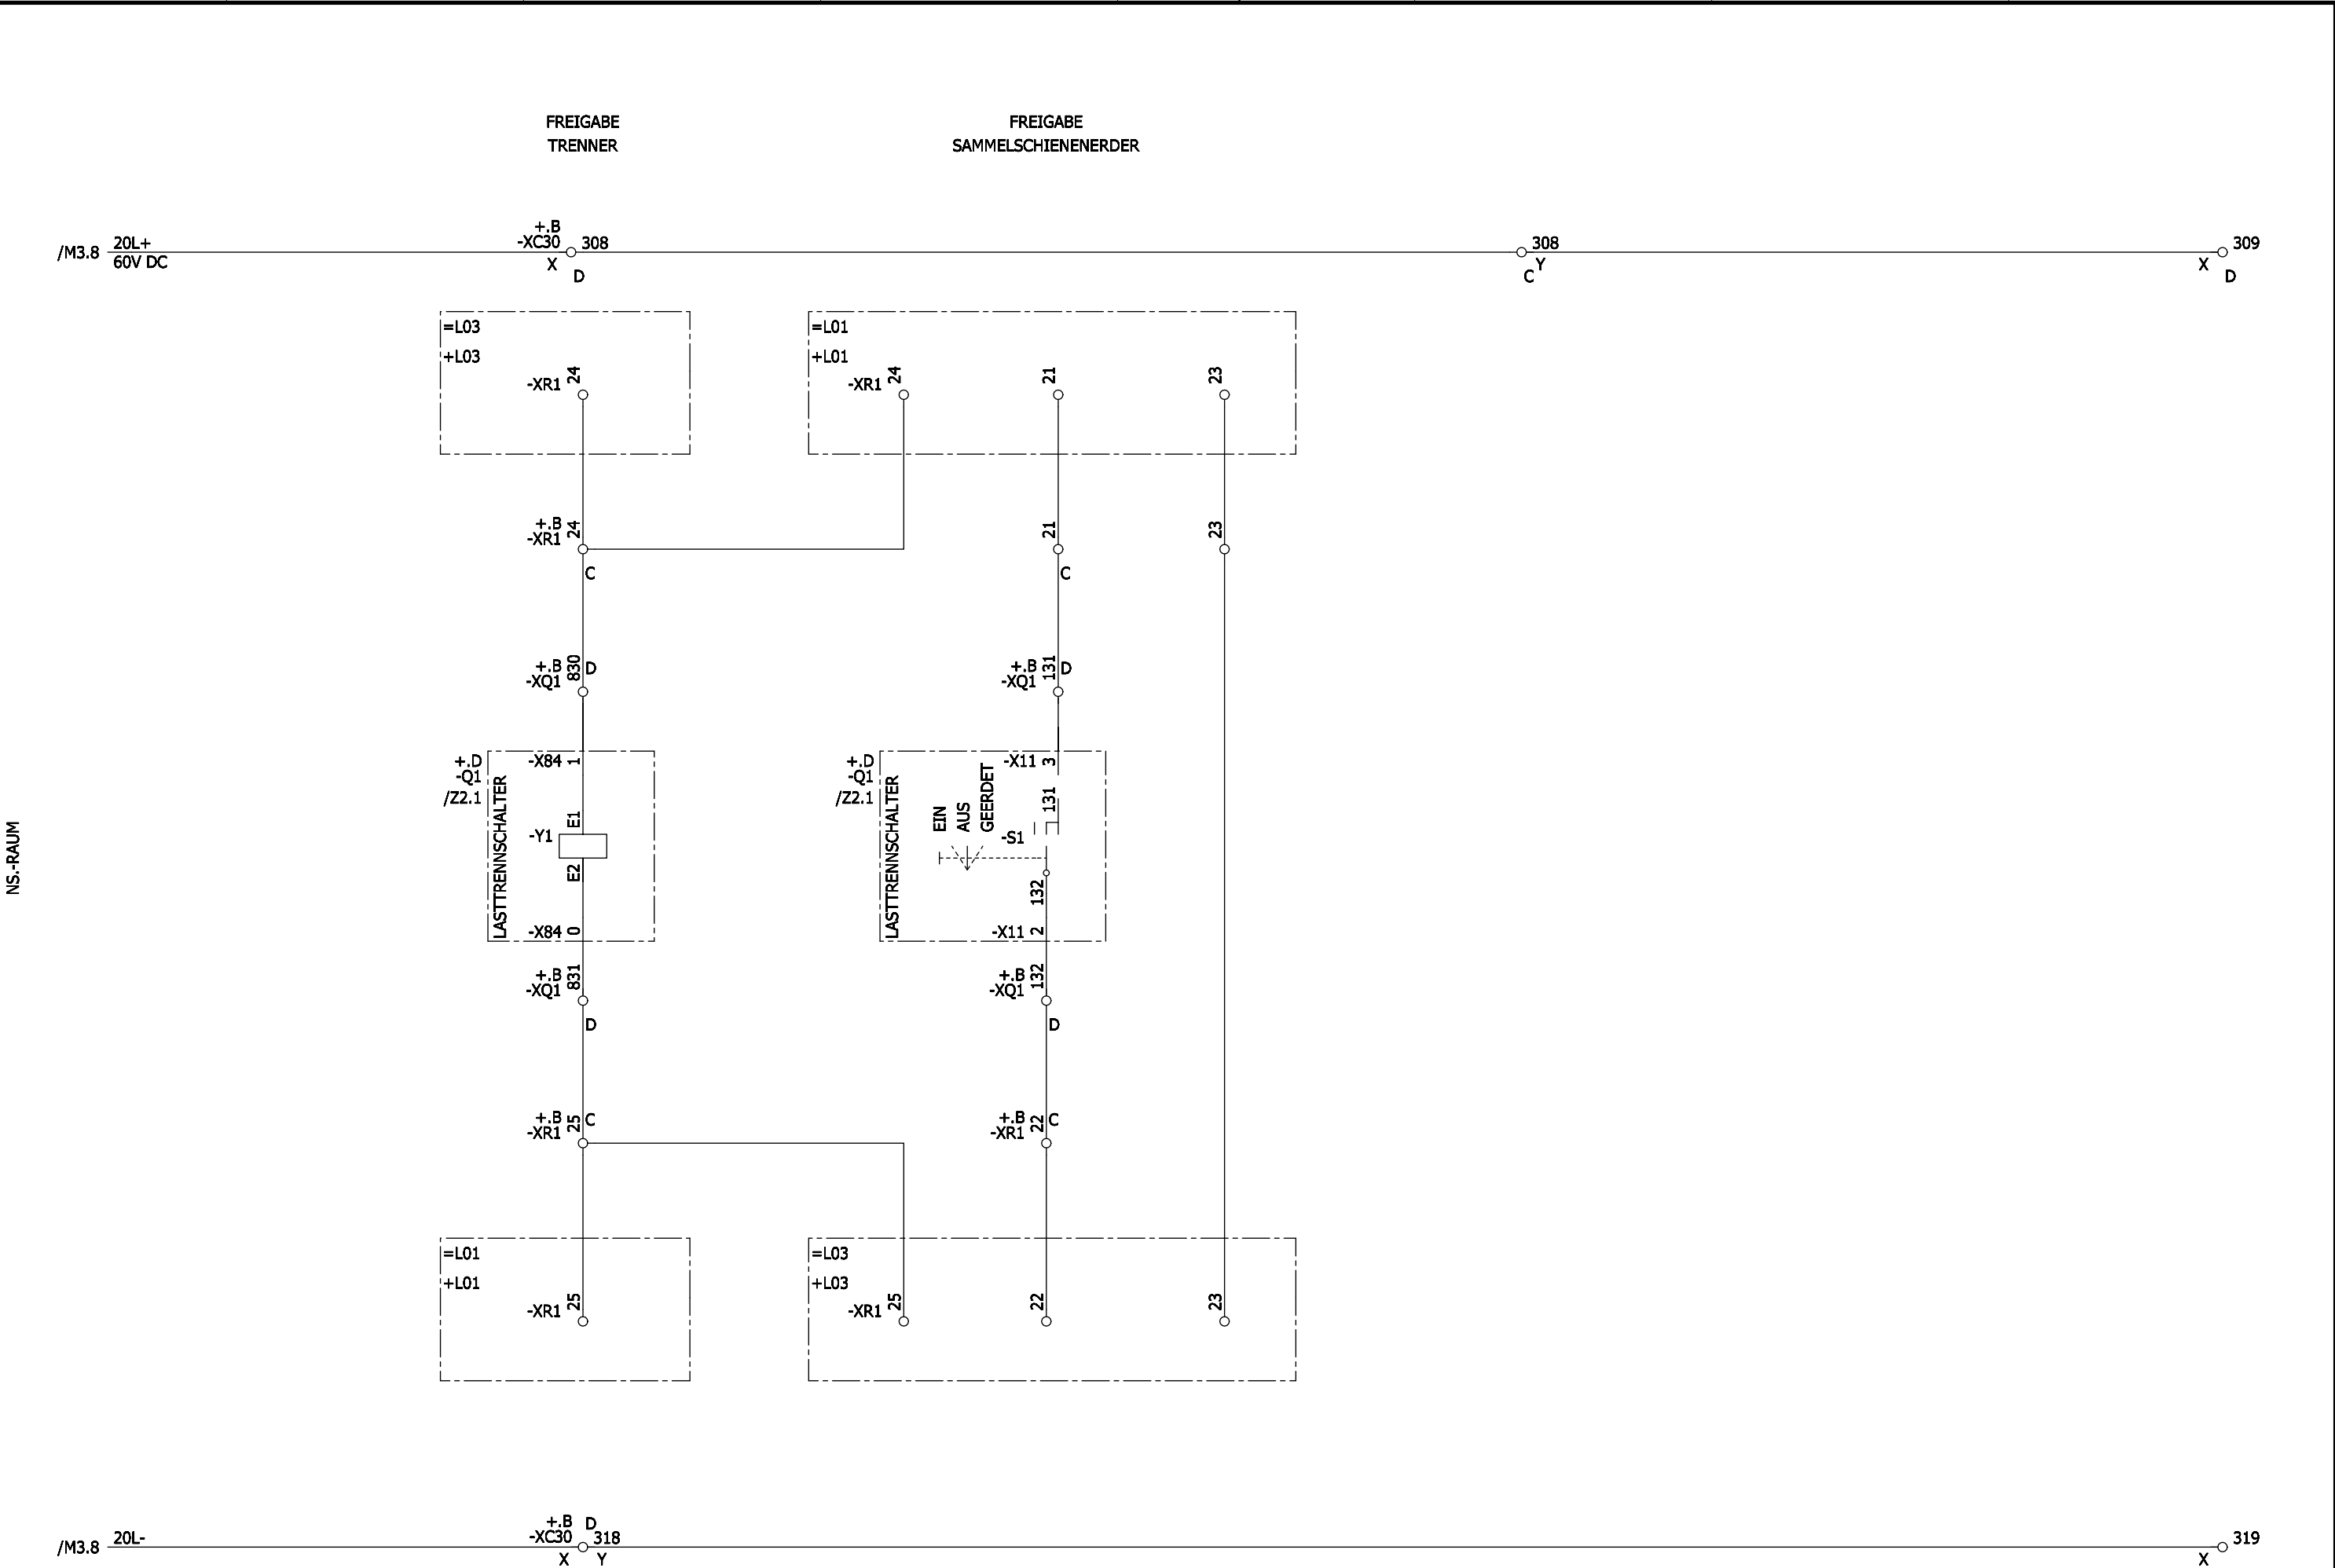 FREIGABE
TRENNER
FREIGABE
SAMMELSCHIENENERDER
/M3.8
20L+
60V DC
+.B
-XC30
308
X
D
308
Y
C
309
X
D
=L03
+L03
-XR1
24
=L01
+L01
-XR1
24
21
23
+.B
-XR1
24
C
21
C
23
+.B
-XQ1
830
D
+.B
-XQ1
131
D
+.D
-Q1
/Z2.1
LASTTRENNSCHALTER
-X84
1
-Y1
E1
E2
-X84
0
+.D
-Q1
/Z2.1
LASTTRENNSCHALTER
EIN
AUS
GEERDET
-X11
3
131
-S1
132
-X11
2
NS.-RAUM
+.B
-XQ1
831
D
+.B
-XQ1
132
D
+.B
-XR1
25
C
+.B
-XR1
22
C
=L01
+L01
-XR1
25
=L03
+L03
-XR1
25
22
23
/M3.8
20L-
+.B
-XC30
D
318
X
Y
319
X